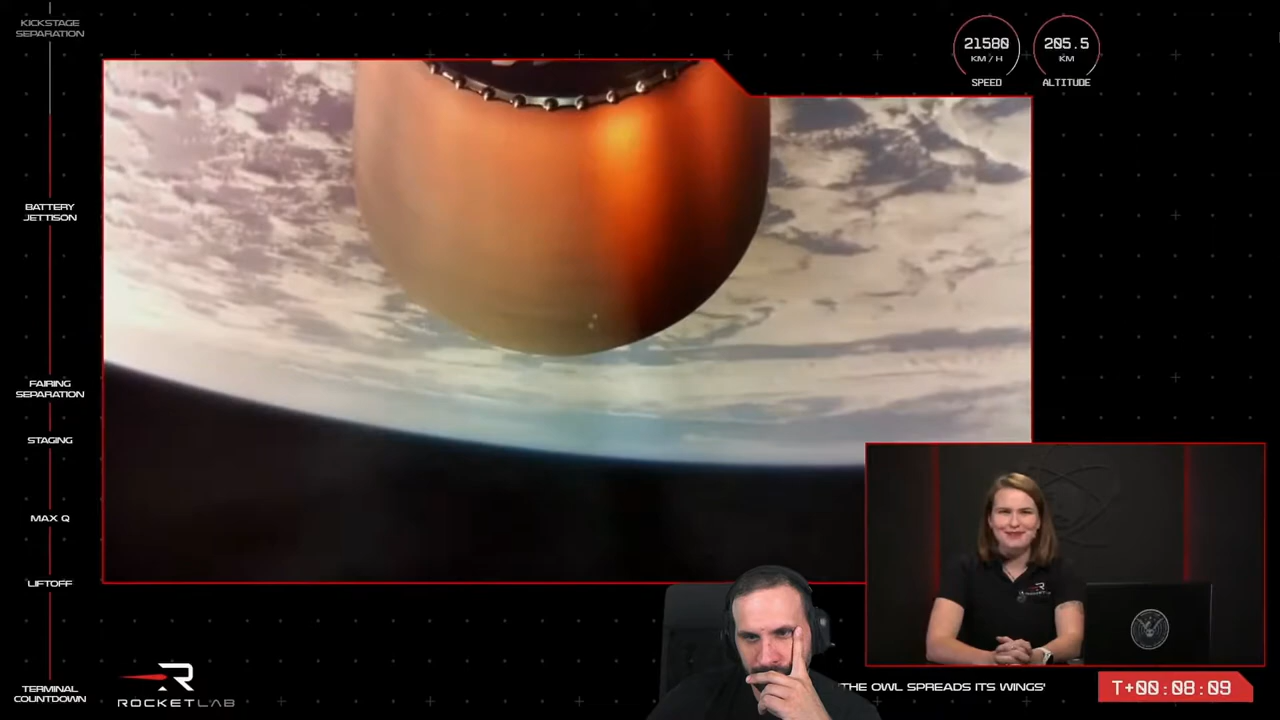 KICKSTAGE
SEPARATION
21580
KM/H
SPEED
205.5
KM
ALTITUDE
BATTERY
JETTISON
FAIRING
SEPARATION
STAGING
MAX Q
LIFTOFF
TERMINAL
COUNTDOWN
ROCKETLAB
THE OWL SPREADS ITS WINGS'
T+00:08:09